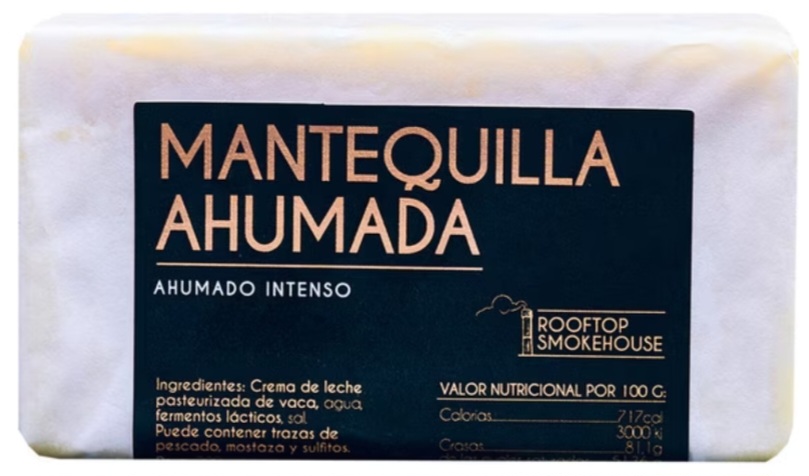 MANTEQUILLA
AHUMADA
AHUMADO INTENSO
ROOFTOP
SMOKEHOUSE
Ingredientes: Crema de leche
pasteurizada de vaca, agua,
fermentos lácticos, sal.
Puede contener trazas de
pescado, mostaza y sulfitos.
VALOR NUTRICIONAL POR 100 G:
Calorías 717cal
3000 kj
Grasas 81,1g